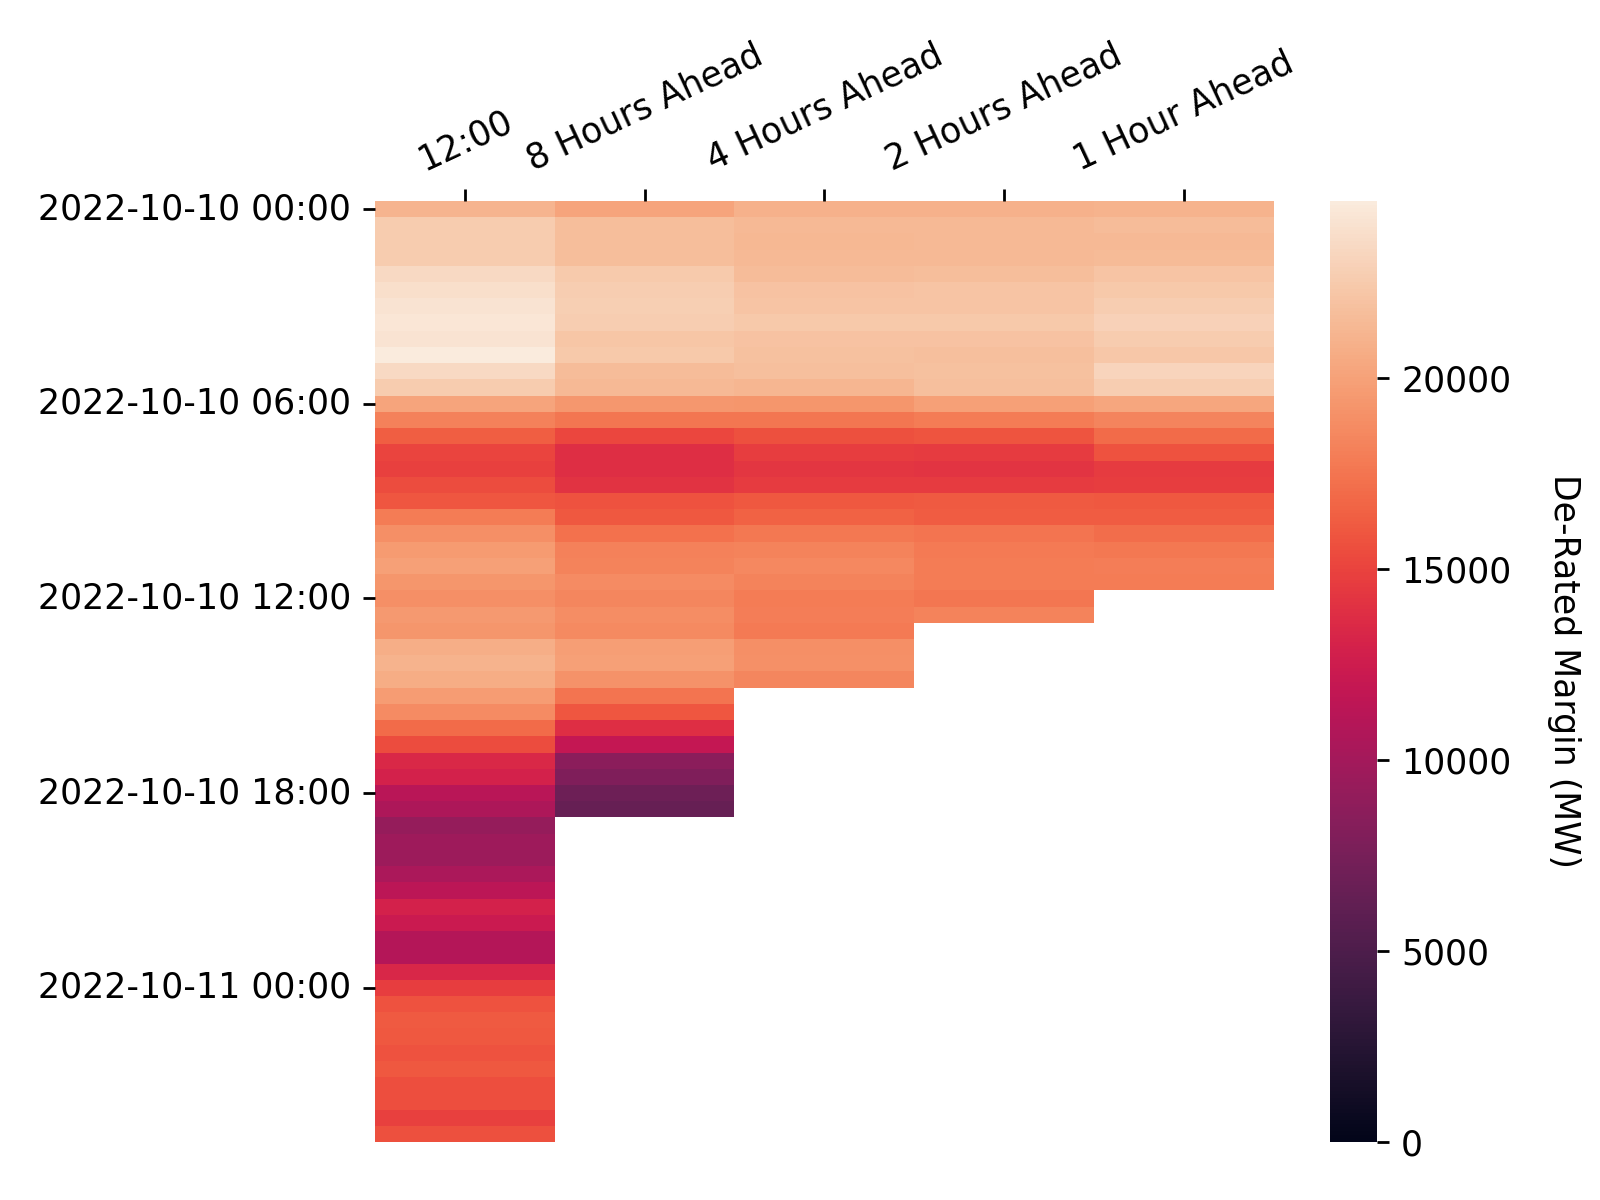 12:00
8 Hours Ahead
4 Hours Ahead
2 Hours Ahead
1 Hour Ahead
2022-10-10 00:00
2022-10-10 06:00
2022-10-10 12:00
2022-10-10 18:00
2022-10-11 00:00
20000
15000
10000
5000
0
De-Rated Margin (MW)